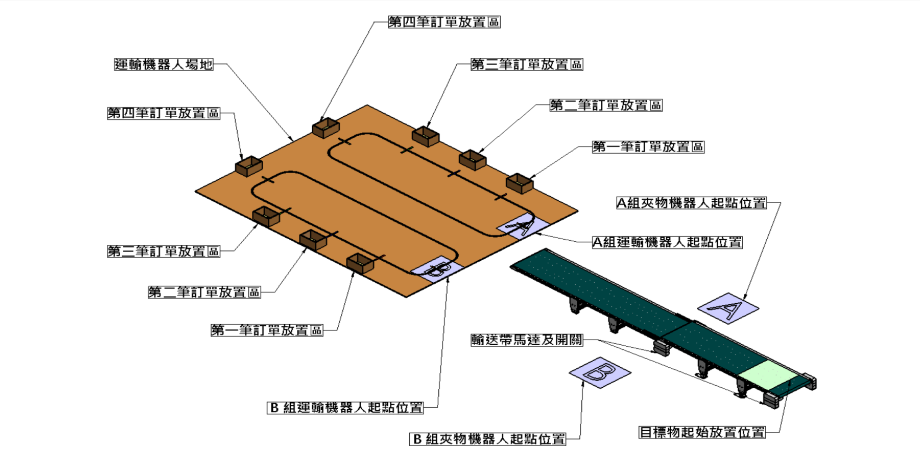 第四筆訂單放置區
運輸機器人場地
第三筆訂單放置區
第四筆訂單放置區
第二筆訂單放置區
第一筆訂單放置區
A組夾物機器人起點位置
A
A組運輸機器人起點位置
第三筆訂單放置區
B
第二筆訂單放置區
A
第一筆訂單放置區
輸送帶馬達及開關
B
B 組運輸機器人起點位置
目標物起始放置位置
B 組夾物機器人起點位置